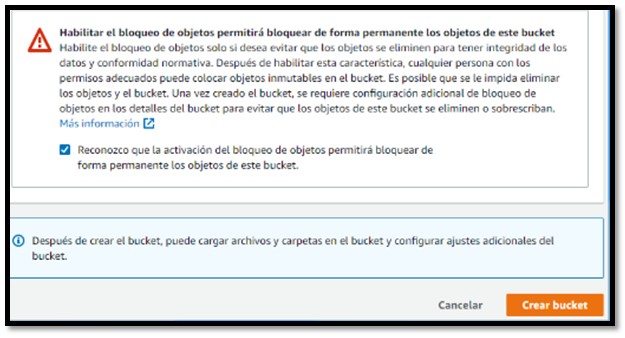 Habilitar el bloqueo de objetos permitirá bloquear de forma permanente los objetos de este bucket
Habilite el bloqueo de objetos solo si desea evitar que los objetos se eliminen para tener integridad de los
datos y conformidad normativa. Después de habilitar esta característica, cualquier persona con los
permisos adecuados puede colocar objetos inmutables en el bucket. Es posible que se le impida eliminar
los objetos y el bucket. Una vez creado el bucket, se requiere configuración adicional de bloqueo de
objetos en los detalles del bucket para evitar que los objetos de este bucket se eliminen o sobrescriban.
Más información
Reconozco que la activación del bloqueo de objetos permitirá bloquear de
forma permanente los objetos de este bucket.
Después de crear el bucket, puede cargar archivos y carpetas en el bucket y configurar ajustes adicionales del
bucket.
Cancelar Crear bucket